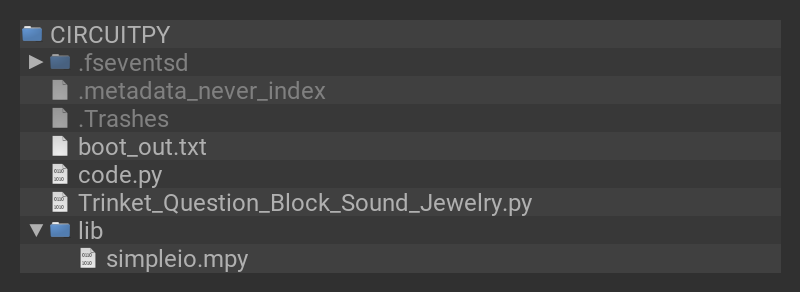 CIRCUITPY
.fseventsd
.metadata_never_index
.Trashes
boot_out.txt
code.py
Trinket_Question_Block_Sound_Jewelry.py
lib
simpleio.mpy